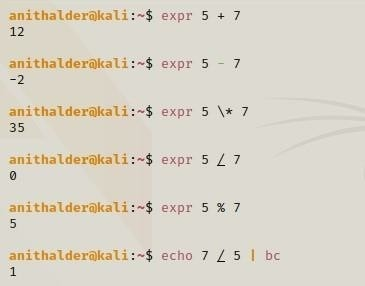 anithalder@kali:~$ expr 5 + 7
12
anithalder@kali:~$ expr 5 - 7
-2
anithalder@kali:~$ expr 5 \* 7
35
anithalder@kali:~$ expr 5 / 7
0
anithalder@kali:~$ expr 5 % 7
5
anithalder@kali:~$ echo 7 / 5 | bc
1